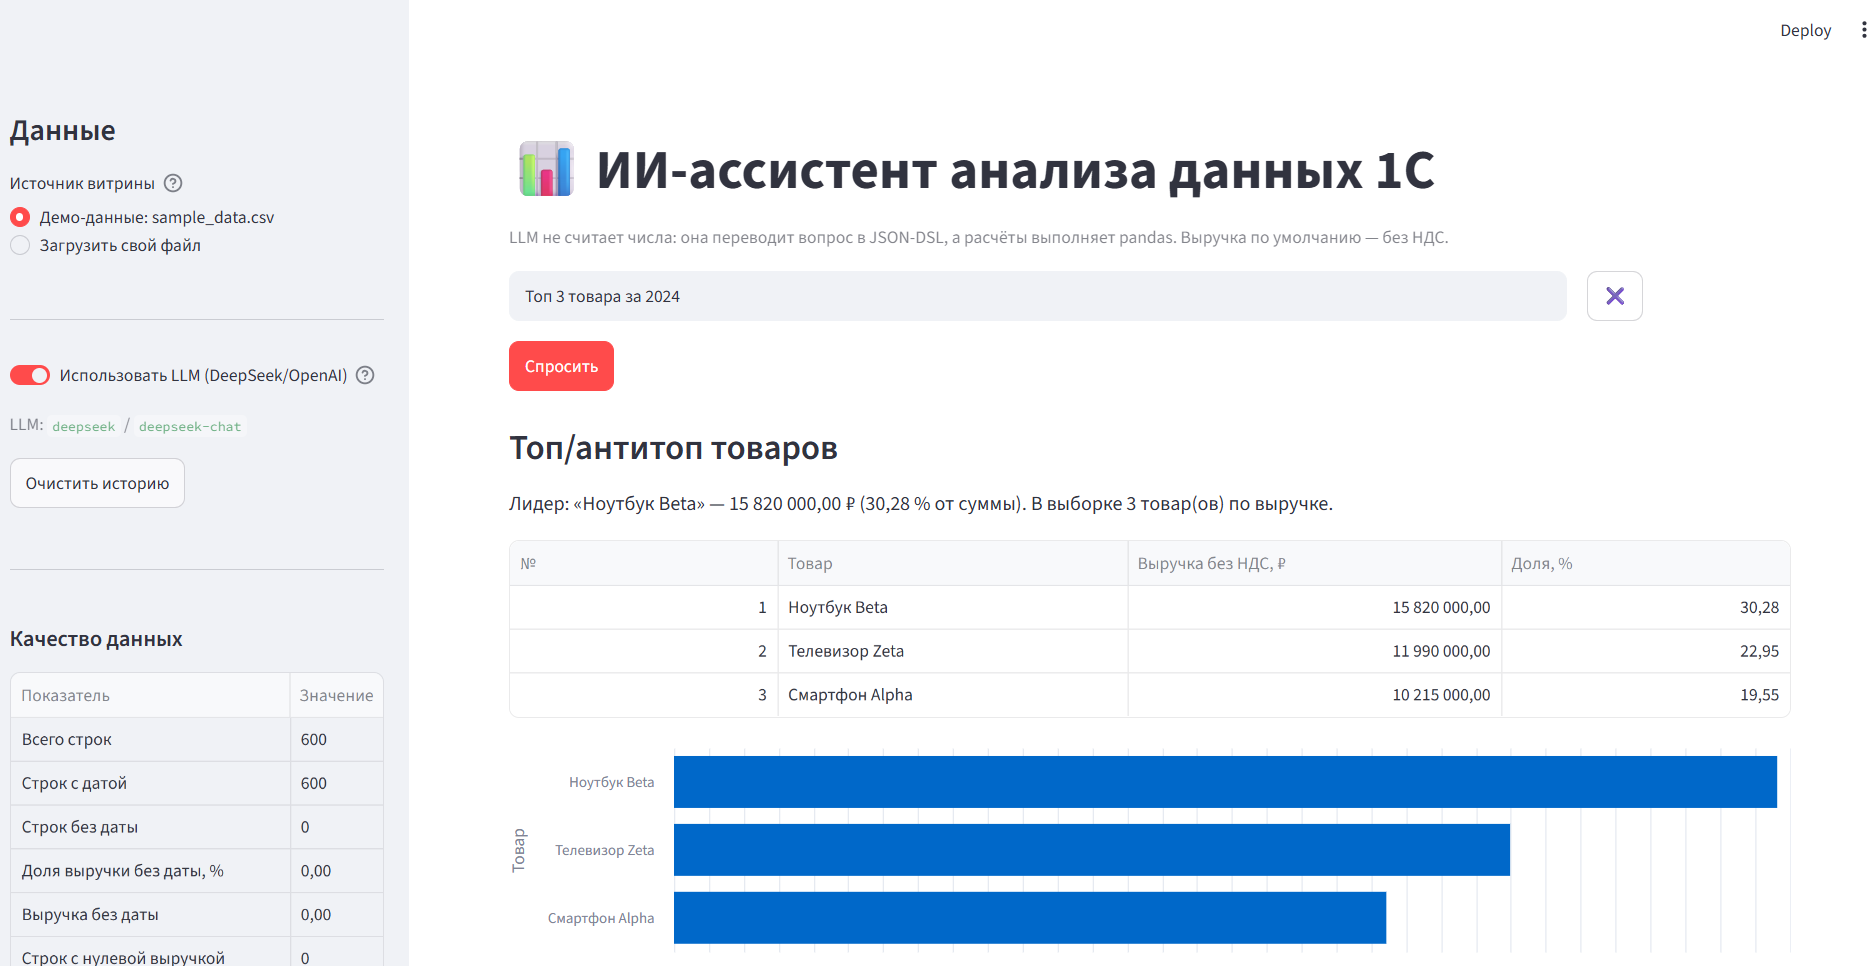 Deploy
Данные
Источник витрины
Демо-данные: sample_data.csv
Загрузить свой файл
Использовать LLM (DeepSeek/OpenAI)
LLM: deepseek / deepseek-chat
Очистить историю
Качество данных
Показатель Значение
Всего строк 600
Строк с датой 600
Строк без даты 0
Доля выручки без даты, % 0,00
Выручка без даты 0,00
Строк с нулевой выручкой 0
ИИ-ассистент анализа данных 1С
LLM не считает числа: она переводит вопрос в JSON-DSL, а расчёты выполняет pandas. Выручка по умолчанию — без НДС.
Топ 3 товара за 2024
Спросить
Топ/антитоп товаров
Лидер: «Ноутбук Beta» — 15 820 000,00 ₽ (30,28 % от суммы). В выборке 3 товар(ов) по выручке.
№ Товар Выручка без НДС, ₽ Доля, %
1 Ноутбук Beta 15 820 000,00 30,28
2 Телевизор Zeta 11 990 000,00 22,95
3 Смартфон Alpha 10 215 000,00 19,55
Товар
Ноутбук Beta
Телевизор Zeta
Смартфон Alpha